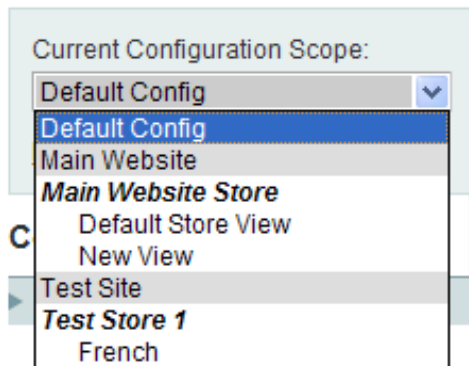 Current Configuration Scope:
Default Config
Default Config
Main Website
Main Website Store
Default Store View
New View
Test Site
Test Store 1
French